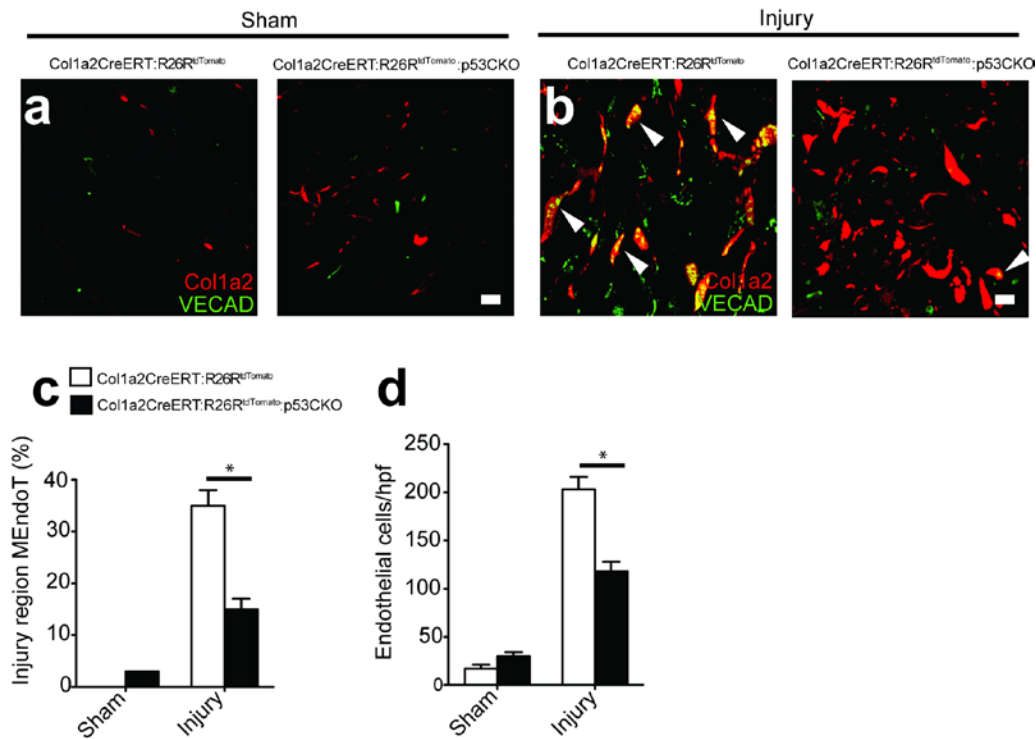 Sham
Injury
Col1a2CreERT:R26RtdTomato
Col1a2CreERT:R26RtdTomato:p53CKO
Col1a2CreERT:R26RtdTomato
Col1a2CreERT:R26RtdTomato:p53CKO
a
Col1a2
VECAD
b
Col1a2
VECAD
c
Col1a2CreERT:R26RtdTomato
Col1a2CreERT:R26RtdTomato:p53CKO
Injury region MEndoT (%)
40
30
20
10
0
*
Sham
Injury
d
Endothelial cells/hpf
250
200
150
100
50
0
*
Sham
Injury